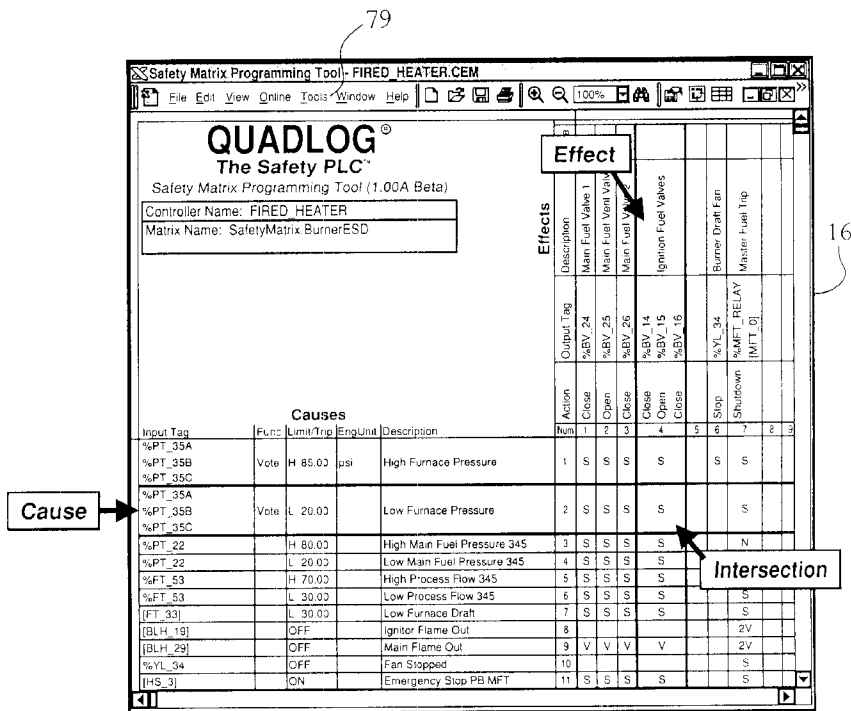 79
Safety Matrix Programming Tool - FIRED_HEATER.CEM
File Edit View Online Tools Window Help 100% »
QUADLOG®
The Safety PLC™
Safety Matrix Programming Tool (1.00A Beta)
Controller Name: FIRED_HEATER
Matrix Name: SafetyMatrix.BurnerESD
Effect
Effects
16
Description
Main Fuel Valve 1
Main Fuel Vent
Main Fuel
Ignition Fuel Valves
Burner Draft Fan
Master Fuel Trip
Output Tag
%BV_24
%BV_25
%BV_26
%BV_14
%BV_15
%BV_16
%YL_34
%MFT_RELAY
[MFT_0]
Action
Close
Open
Close
Close
Open
Close
Stop
Shutdown
Causes
Input Tag Func Limit/Trip EngUnit Description Num 1 2 3 4 5 6 7 8 9
%PT_35A
%PT_35B Vote H 85.00 psi High Furnace Pressure 1 S S S S S S
%PT_35C
Cause
%PT_35A
%PT_35B Vote L 20.00 Low Furnace Pressure 2 S S S S S
%PT_35C
%PT_22 H 80.00 High Main Fuel Pressure 345 3 S S S S N
%PT_22 L 20.00 Low Main Fuel Pressure 345 4 S S S S
Intersection
%FT_53 H 70.00 High Process Flow 345 5 S S S S
%FT_53 L 30.00 Low Process Flow 345 6 S S S S S
[FT_33] L 30.00 Low Furnace Draft 7 S S S S S
[BLH_19] OFF Ignitor Flame Out 8 2V
[BLH_29] OFF Main Flame Out 9 V V V V 2V
%YL_34 OFF Fan Stopped 10 S
[HS_3] ON Emergency Stop PB MFT 11 S S S S S